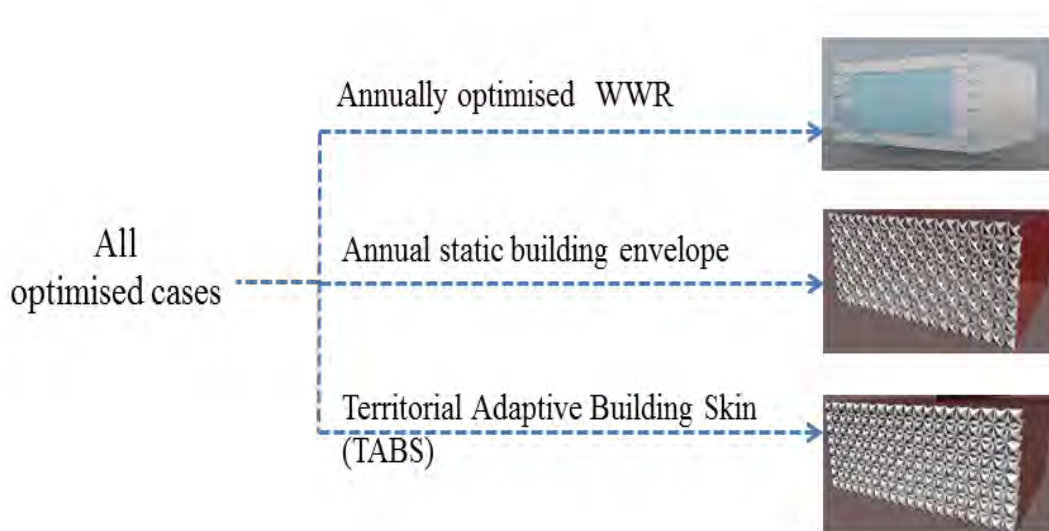 Annually optimised WWR
All
optimised cases
Annual static building envelope
Territorial Adaptive Building Skin
(TABS)